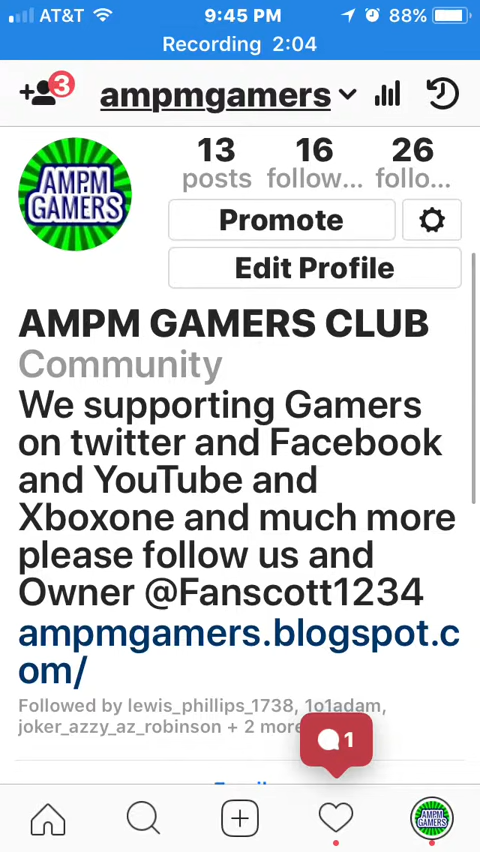 AT&T 9:45 PM 88%
Recording 2:04
3 ampmgamers
13 16 26
posts follow... follo...
AMPM
GAMERS
Promote
Edit Profile
AMPM GAMERS CLUB
Community
We supporting Gamers
on twitter and Facebook
and YouTube and
Xboxone and much more
please follow us and
Owner @Fanscott1234
ampmgamers.blogspot.c
om/
Followed by lewis_phillips_1738, 1o1adam,
joker_azzy_az_robinson + 2 more
1
AMPM
GAMERS